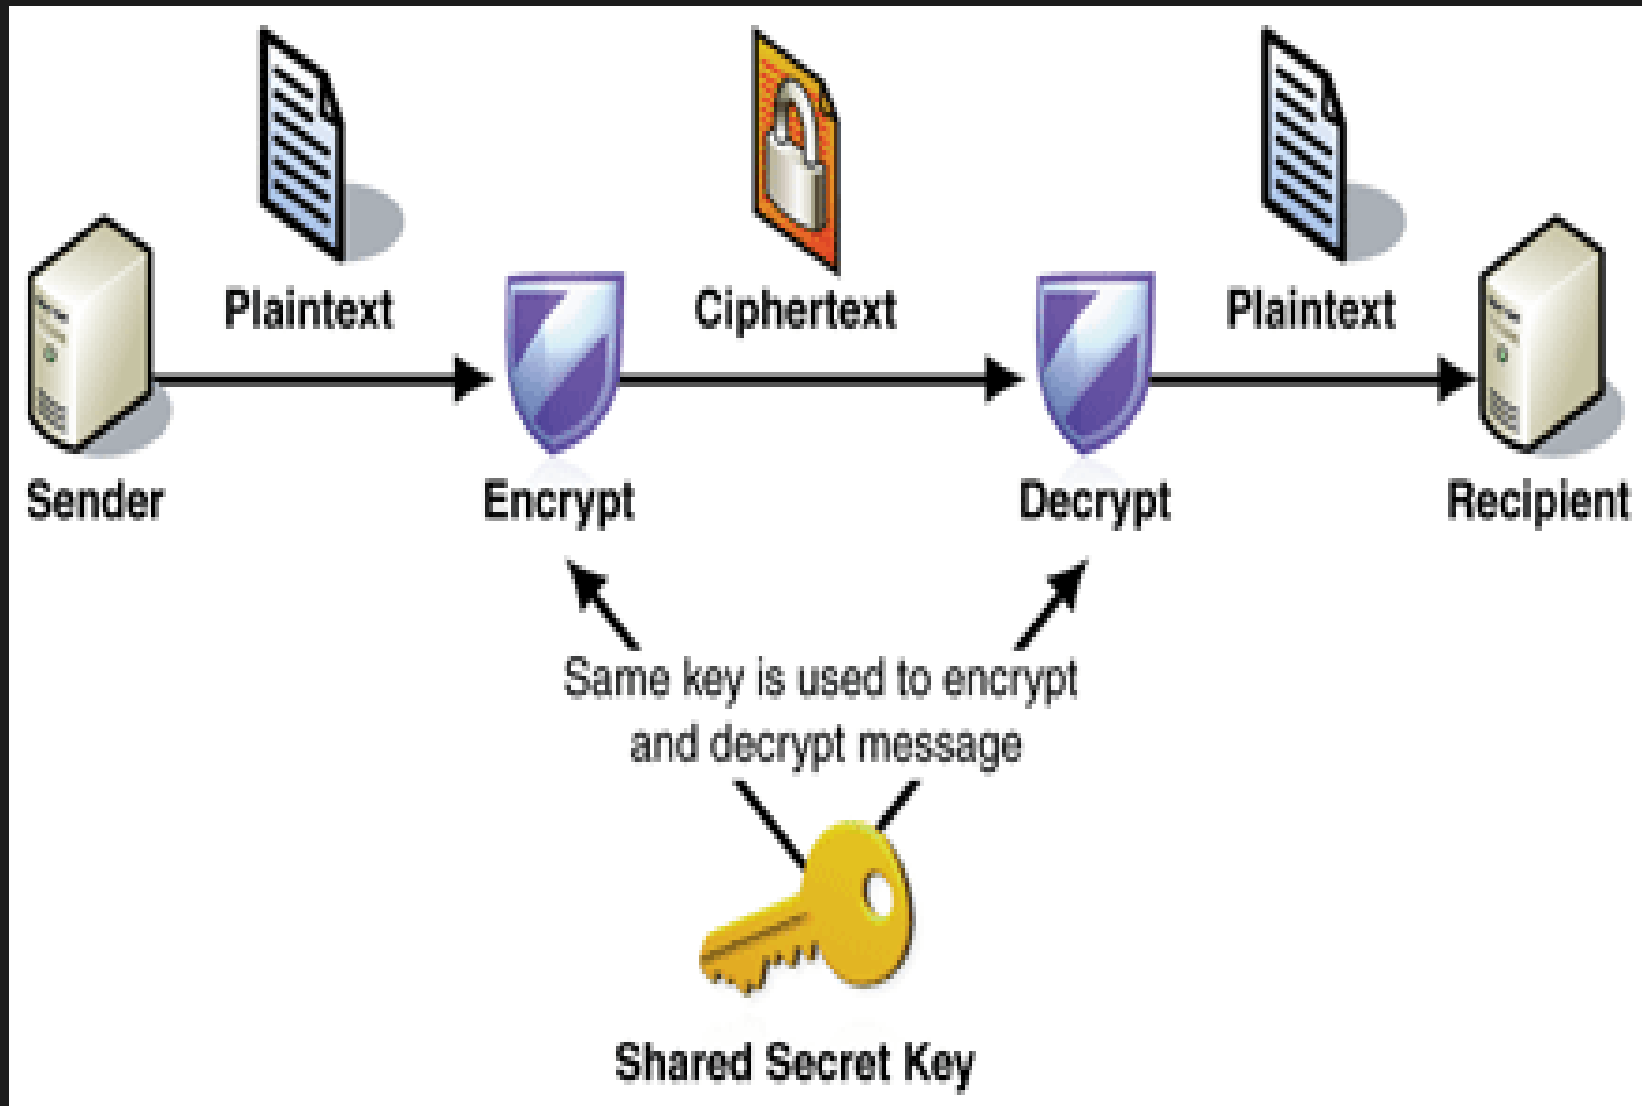 Plaintext
Ciphertext
Plaintext
Sender
Encrypt
Decrypt
Recipient
Same key is used to encrypt
and decrypt message
Shared Secret Key